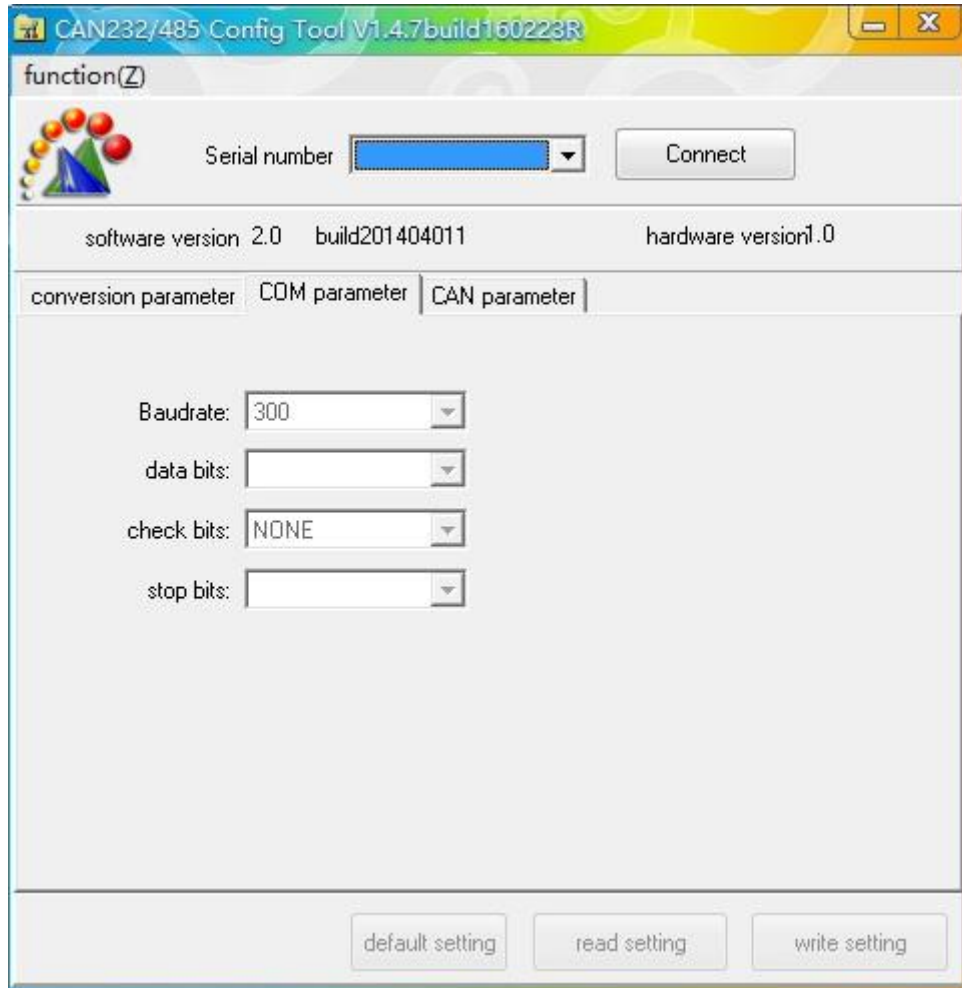 CAN232/485 Config Tool V1.4.7build160223R
function(Z)
Serial number Connect
software version 2.0 build201404011 hardware version1.0
conversion parameter COM parameter CAN parameter
Baudrate: 300
data bits:
check bits: NONE
stop bits:
default setting read setting write setting